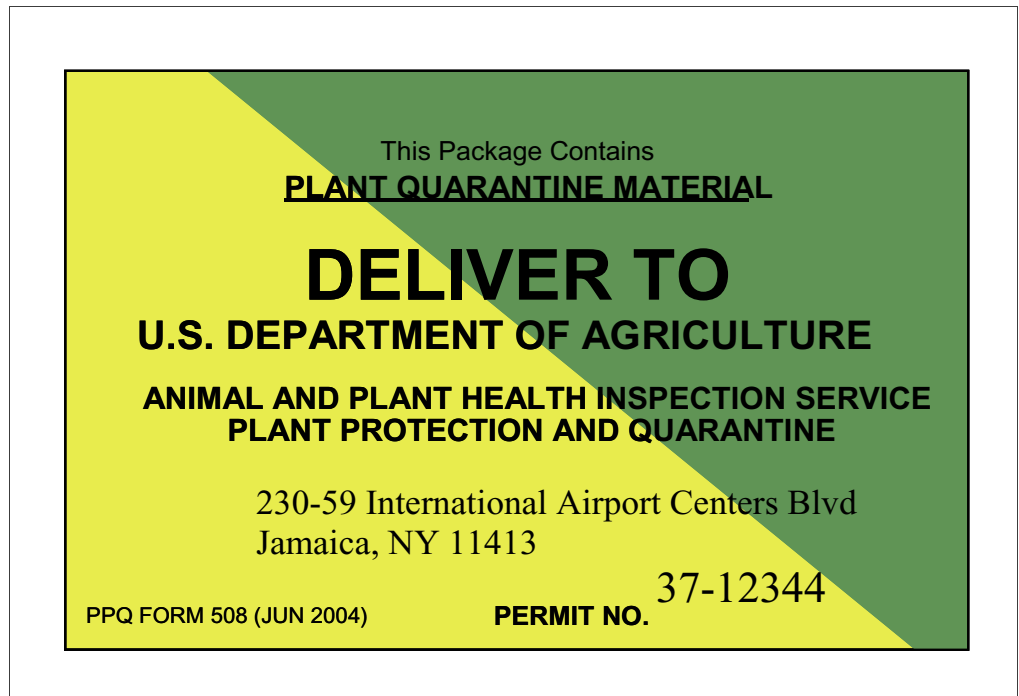 This Package Contains
PLANT QUARANTINE MATERIAL
DELIVER TO
U.S. DEPARTMENT OF AGRICULTURE
ANIMAL AND PLANT HEALTH INSPECTION SERVICE
PLANT PROTECTION AND QUARANTINE
230-59 International Airport Centers Blvd
Jamaica, NY 11413
37-12344
PPQ FORM 508 (JUN 2004) PERMIT NO.